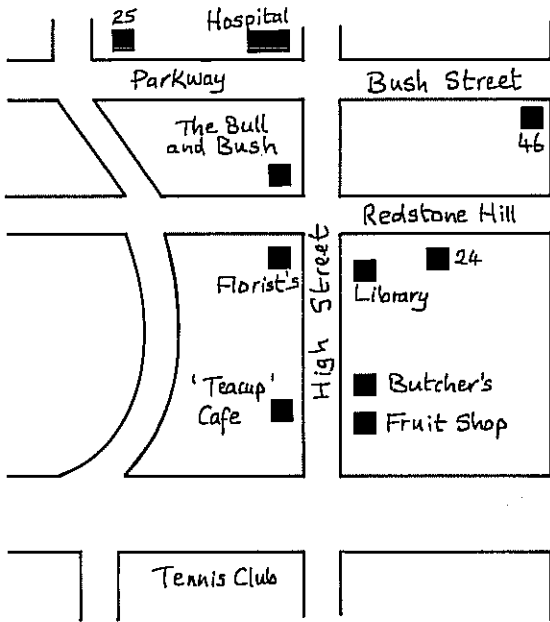 25
Hospital
Parkway
Bush Street
The Bull
and Bush
46
Redstone Hill
Florist's
High Street
24
Library
'Teacup'
Cafe
Butcher's
Fruit Shop
Tennis Club